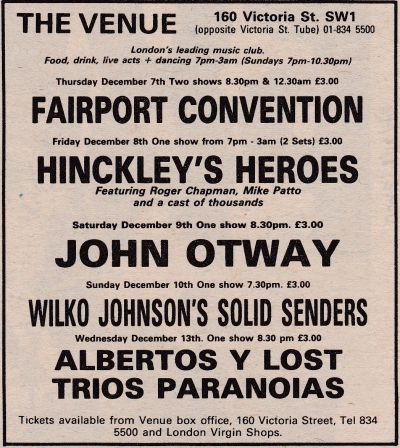 THE VENUE
160 Victoria St. SW1
(opposite Victoria St. Tube) 01-834 5500
London's leading music club.
Food, drink, live acts + dancing 7pm-3am (Sundays 7pm-10.30pm)
Thursday December 7th Two shows 8.30pm & 12.30am £3.00
FAIRPORT CONVENTION
Friday December 8th One show from 7pm - 3am (2 Sets) £3.00
HINCKLEY'S HEROES
Featuring Roger Chapman, Mike Patto
and a cast of thousands
Saturday December 9th One show 8.30pm. £3.00
JOHN OTWAY
Sunday December 10th One show 7.30pm. £3.00
WILKO JOHNSON'S SOLID SENDERS
Wednesday December 13th. One show 8.30 pm £3.00
ALBERTOS Y LOST
TRIOS PARANOIAS
Tickets available from Venue box office, 160 Victoria Street, Tel 834
5500 and London Virgin Shops.